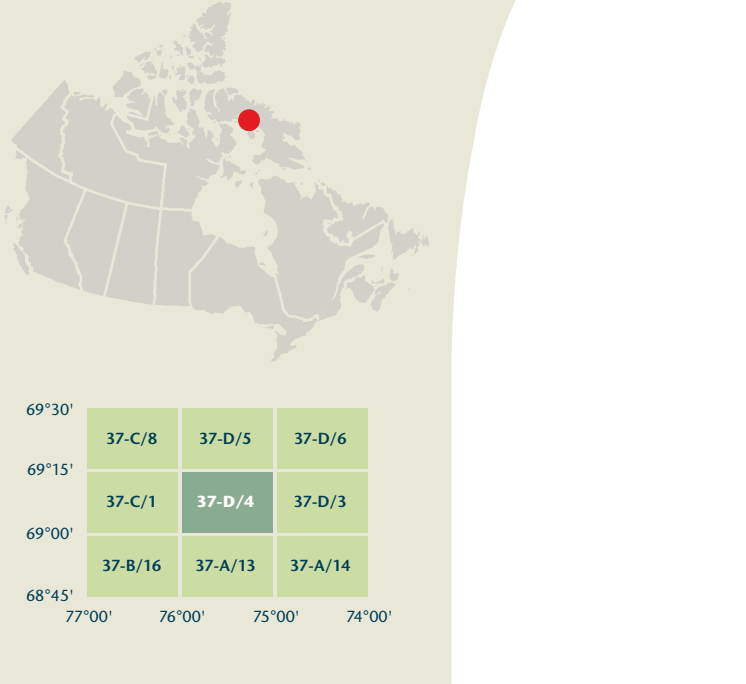 69°30'
37-C/8 37-D/5 37-D/6
69°15'
37-C/1 37-D/4 37-D/3
69°00'
37-B/16 37-A/13 37-A/14
68°45'
77°00' 76°00' 75°00' 74°00'